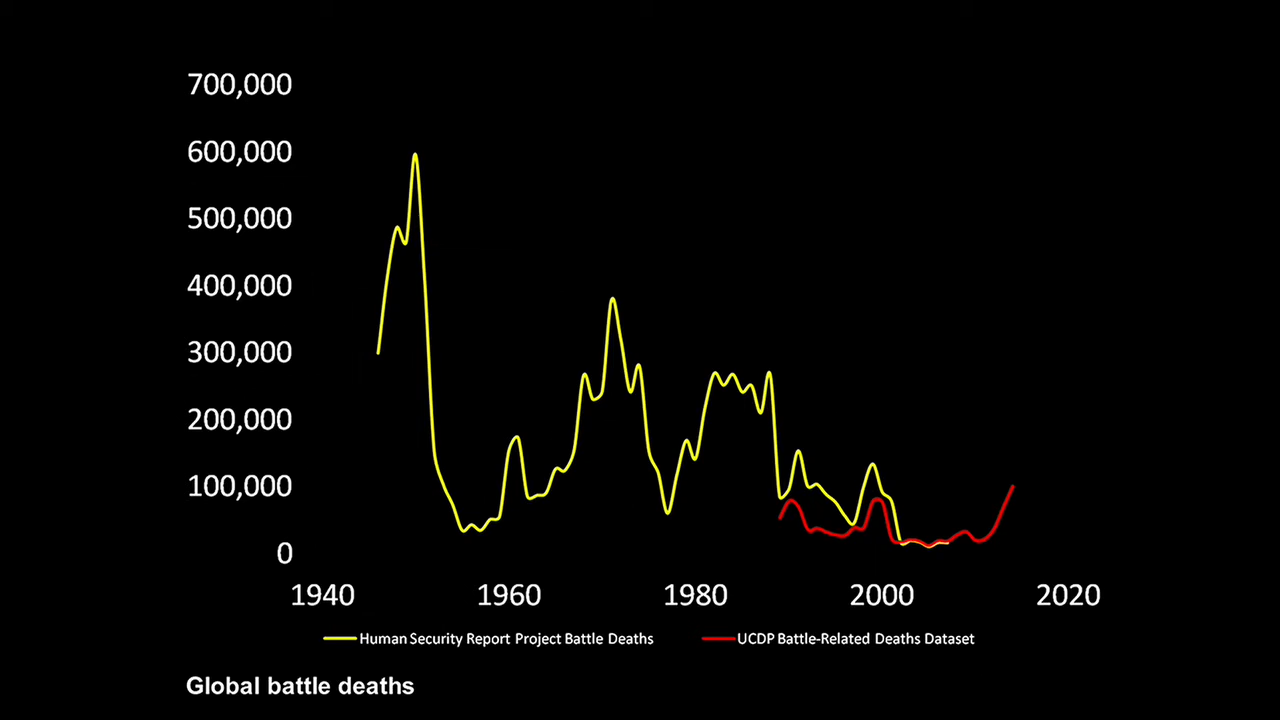 700,000
600,000
500,000
400,000
300,000
200,000
100,000
0
1940 1960 1980 2000 2020
Human Security Report Project Battle Deaths UCDP Battle-Related Deaths Dataset
Global battle deaths